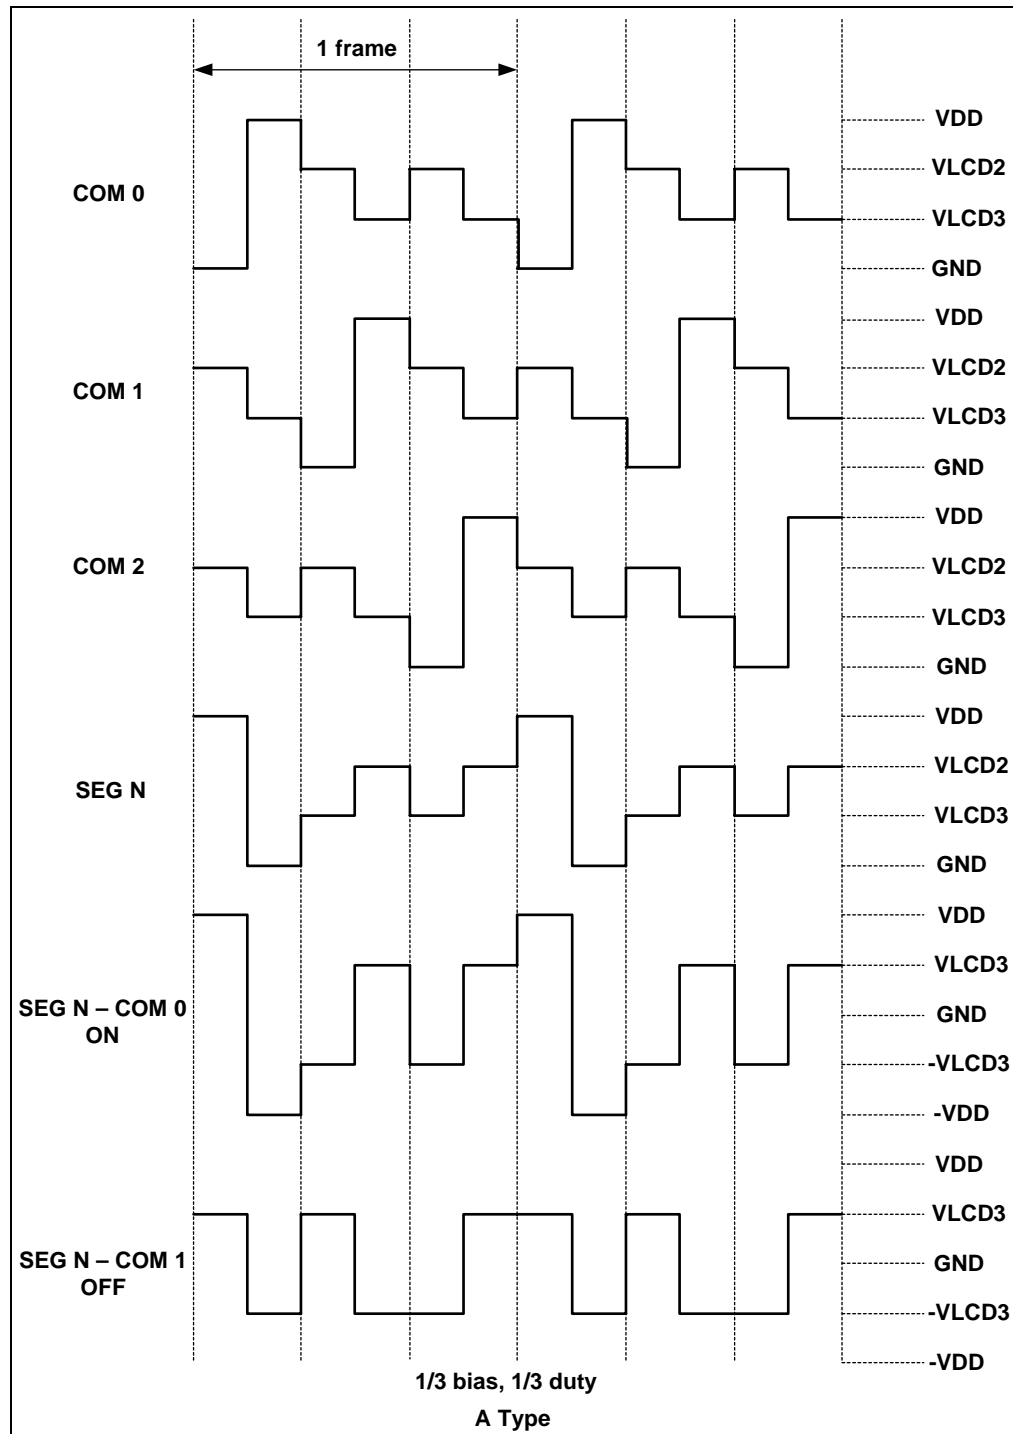 1 frame
COM 0
VDD
VLCD2
VLCD3
GND
COM 1
VDD
VLCD2
VLCD3
GND
COM 2
VDD
VLCD2
VLCD3
GND
SEG N
VDD
VLCD2
VLCD3
GND
SEG N – COM 0
ON
VDD
VLCD3
GND
-VLCD3
-VDD
SEG N – COM 1
OFF
VDD
VLCD3
GND
-VLCD3
-VDD
1/3 bias, 1/3 duty
A Type